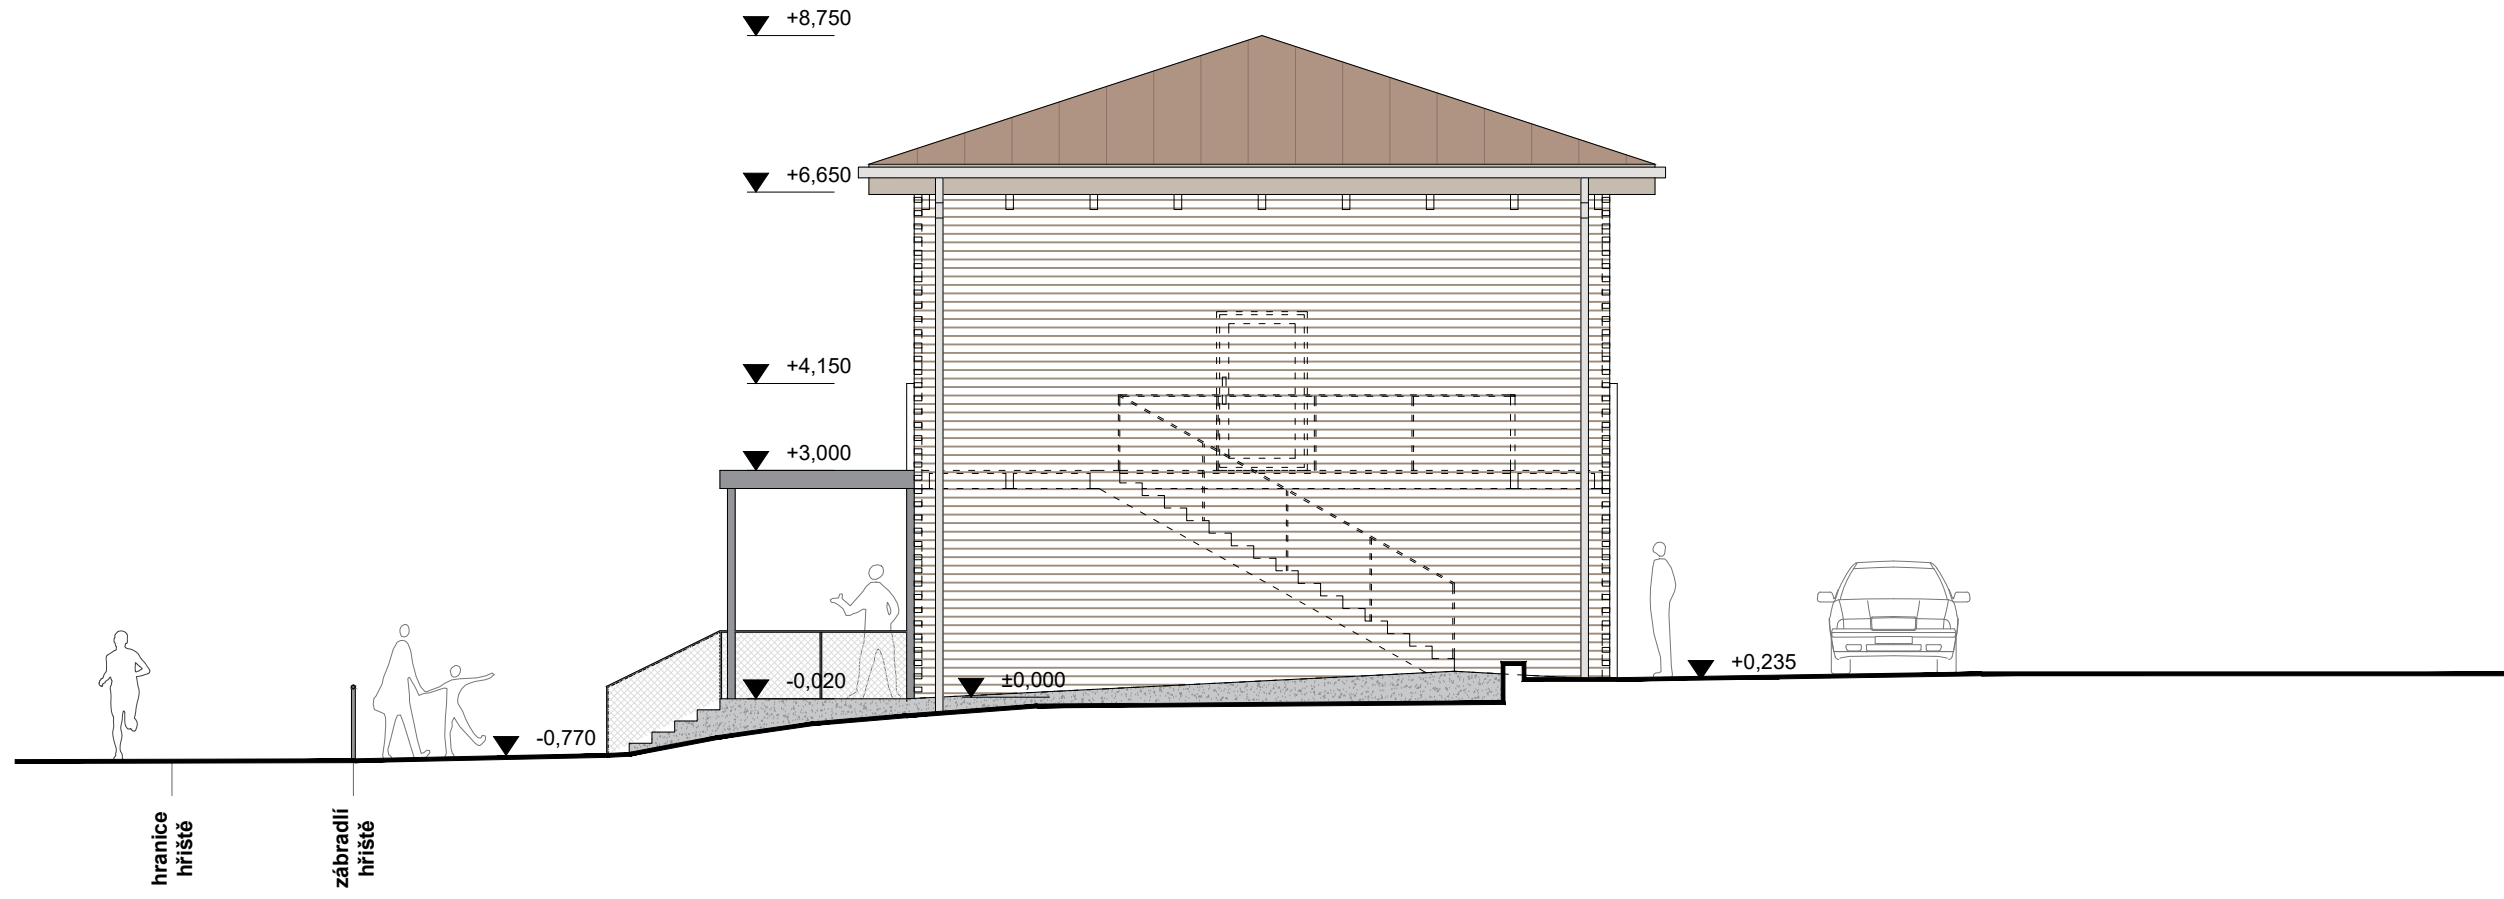 +8,750
+6,650
+4,150
+3,000
-0,020
±0,000
+0,235
-0,770
hranice
hřiště
zábradlí
hřiště